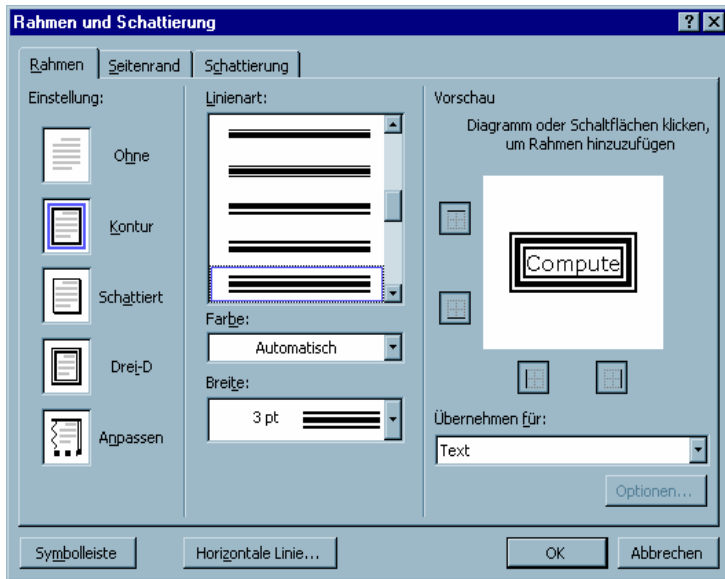 Rahmen und Schattierung
Rahmen Seitenrand Schattierung
Einstellung:
Ohne
Kontur
Schattiert
Drei-D
Anpassen
Linienart:
Farbe:
Automatisch
Breite:
3 pt
Vorschau
Diagramm oder Schaltflächen klicken,
um Rahmen hinzuzufügen
Compute
Übernehmen für:
Text
Optionen...
Symbolleiste Horizontale Linie... OK Abbrechen